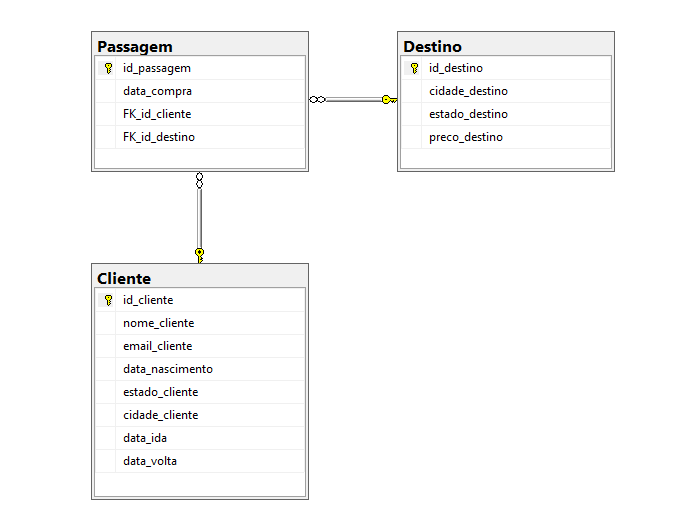 Passagem
id_passagem
data_compra
FK_id_cliente
FK_id_destino
Destino
id_destino
cidade_destino
estado_destino
preco_destino
Cliente
id_cliente
nome_cliente
email_cliente
data_nascimento
estado_cliente
cidade_cliente
data_ida
data_volta